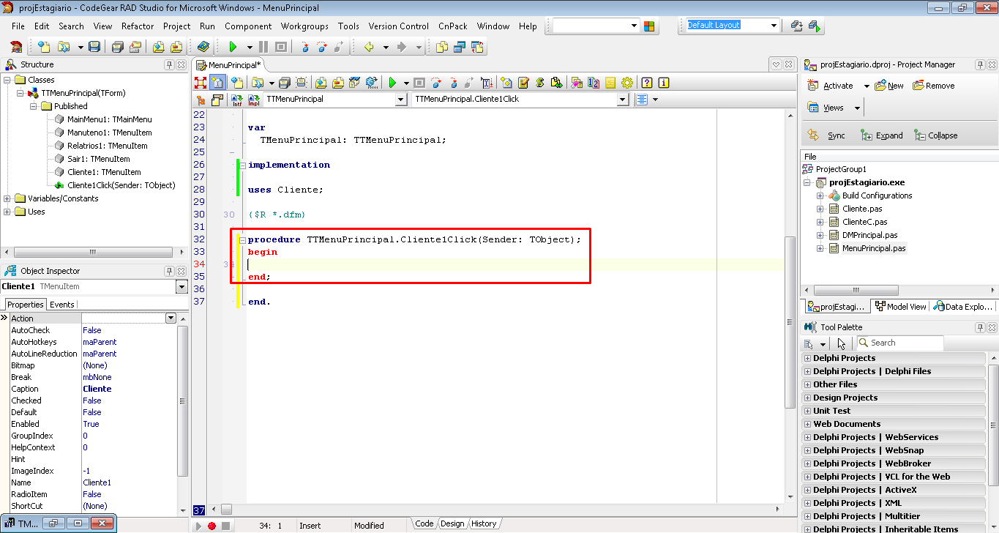 projEstagiario - CodeGear RAD Studio for Microsoft Windows - MenuPrincipal
File Edit Search View Refactor Project Run Component Workgroups Tools Version Control CnPack Window Help
Default Layout
Structure
Classes
TTMenuPrincipal(TForm)
Published
MainMenu1: TMainMenu
Manuteno1: TMenuItem
Relatrios1: TMenuItem
Sair1: TMenuItem
Cliente1: TMenuItem
Cliente1Click(Sender: TObject)
Variables/Constants
Uses
Object Inspector
Cliente1 TMenuItem
Properties Events
Action
AutoCheck False
AutoHotkeys maParent
AutoLineReduction maParent
Bitmap (None)
Break mbNone
Caption Cliente
Checked False
Default False
Enabled True
GroupIndex 0
HelpContext 0
Hint
ImageIndex -1
Name Cliente1
RadioItem False
ShortCut (None)
TM...
MenuPrincipal*
Intf Impl TTMenuPrincipal TTMenuPrincipal.Cliente1Click
22
23 var
24 TMenuPrincipal: TTMenuPrincipal;
25
26 implementation
27
28 uses Cliente;
29
30 30 {$R *.dfm}
31
32 procedure TTMenuPrincipal.Cliente1Click(Sender: TObject);
33 begin
34 34
35 end;
36
37 end.
37
34: 1 Insert Modified Code Design History
projEstagiario.dproj - Project Manager
Activate New Remove
Views
Sync Expand Collapse
File
ProjectGroup1
projEstagiario.exe
Build Configurations
Cliente.pas
ClienteC.pas
DMPrincipal.pas
MenuPrincipal.pas
projEstagi... Model View Data Explo...
Tool Palette
Search
Delphi Projects
Delphi Projects | Delphi Files
Other Files
Design Projects
Unit Test
Web Documents
Delphi Projects | WebServices
Delphi Projects | WebSnap
Delphi Projects | WebBroker
Delphi Projects | VCL for the Web
Delphi Projects | ActiveX
Delphi Projects | XML
Delphi Projects | Multitier
Delphi Projects | Inheritable Items